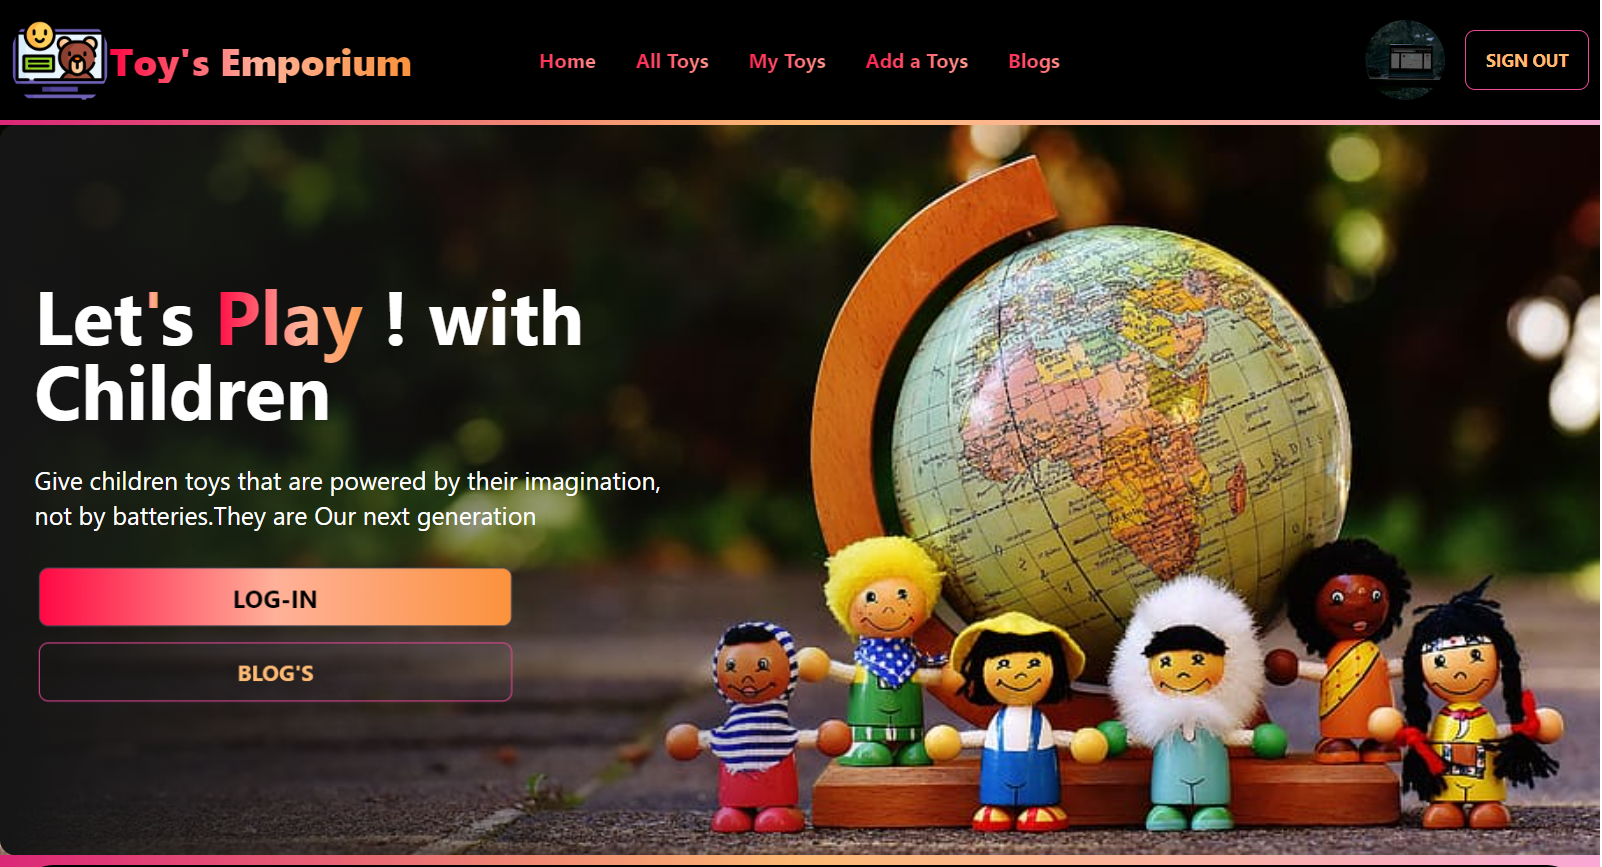 Toy's Emporium
Home
All Toys
My Toys
Add a Toys
Blogs
SIGN OUT
Let's Play ! with
Children
Give children toys that are powered by their imagination,
not by batteries.They are Our next generation
LOG-IN
BLOG'S